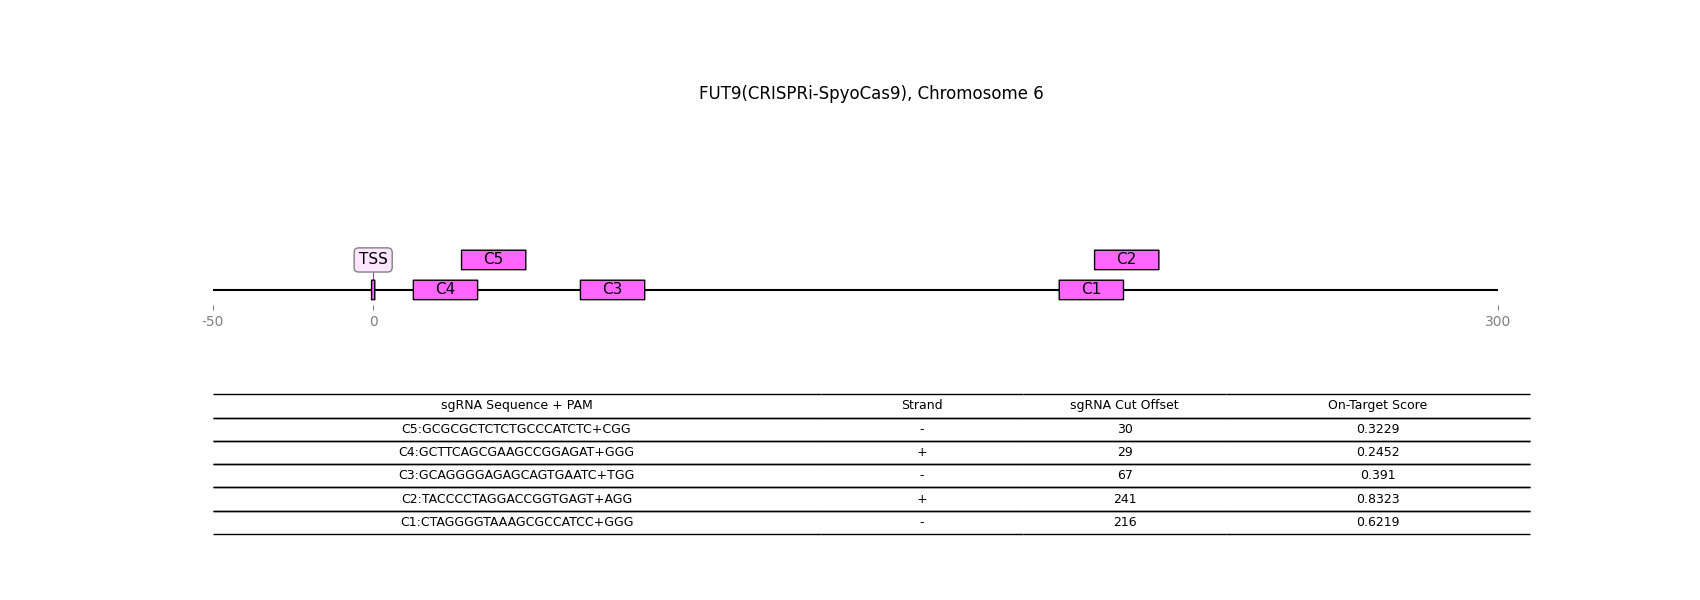 FUT9(CRISPRi-SpyoCas9), Chromosome 6
TSS C5 C2
C4 C3 C1
-50 0 300
sgRNA Sequence + PAM Strand sgRNA Cut Offset On-Target Score
C5:GCGCGCTCTCTGCCCATCTC+CGG - 30 0.3229
C4:GCTTCAGCGAAGCCGGAGAT+GGG + 29 0.2452
C3:GCAGGGGAGAGCAGTGAATC+TGG - 67 0.391
C2:TACCCCTAGGACCGGTGAGT+AGG + 241 0.8323
C1:CTAGGGGTAAAGCGCCATCC+GGG - 216 0.6219